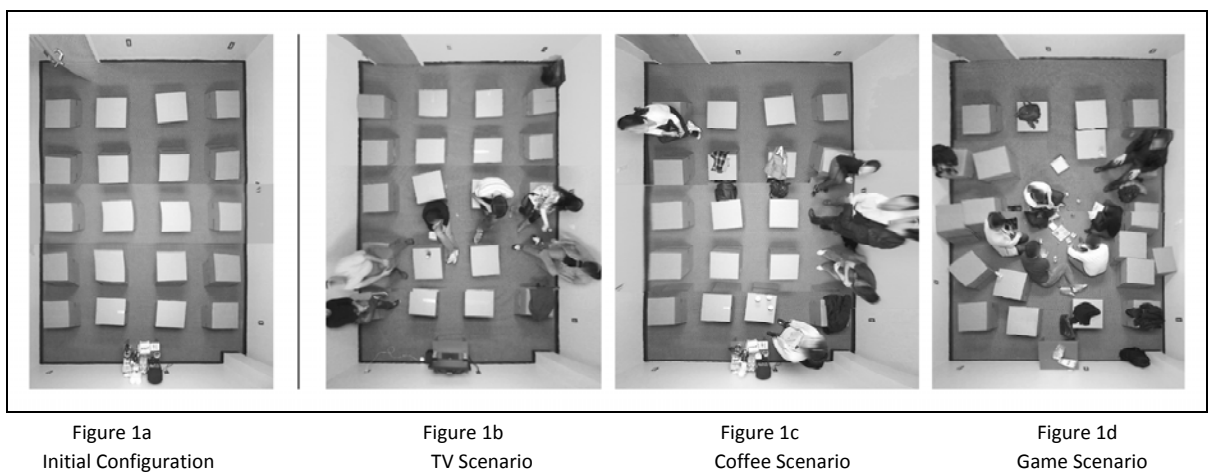 Figure 1a
Initial Configuration
Figure 1b
TV Scenario
Figure 1c
Coffee Scenario
Figure 1d
Game Scenario